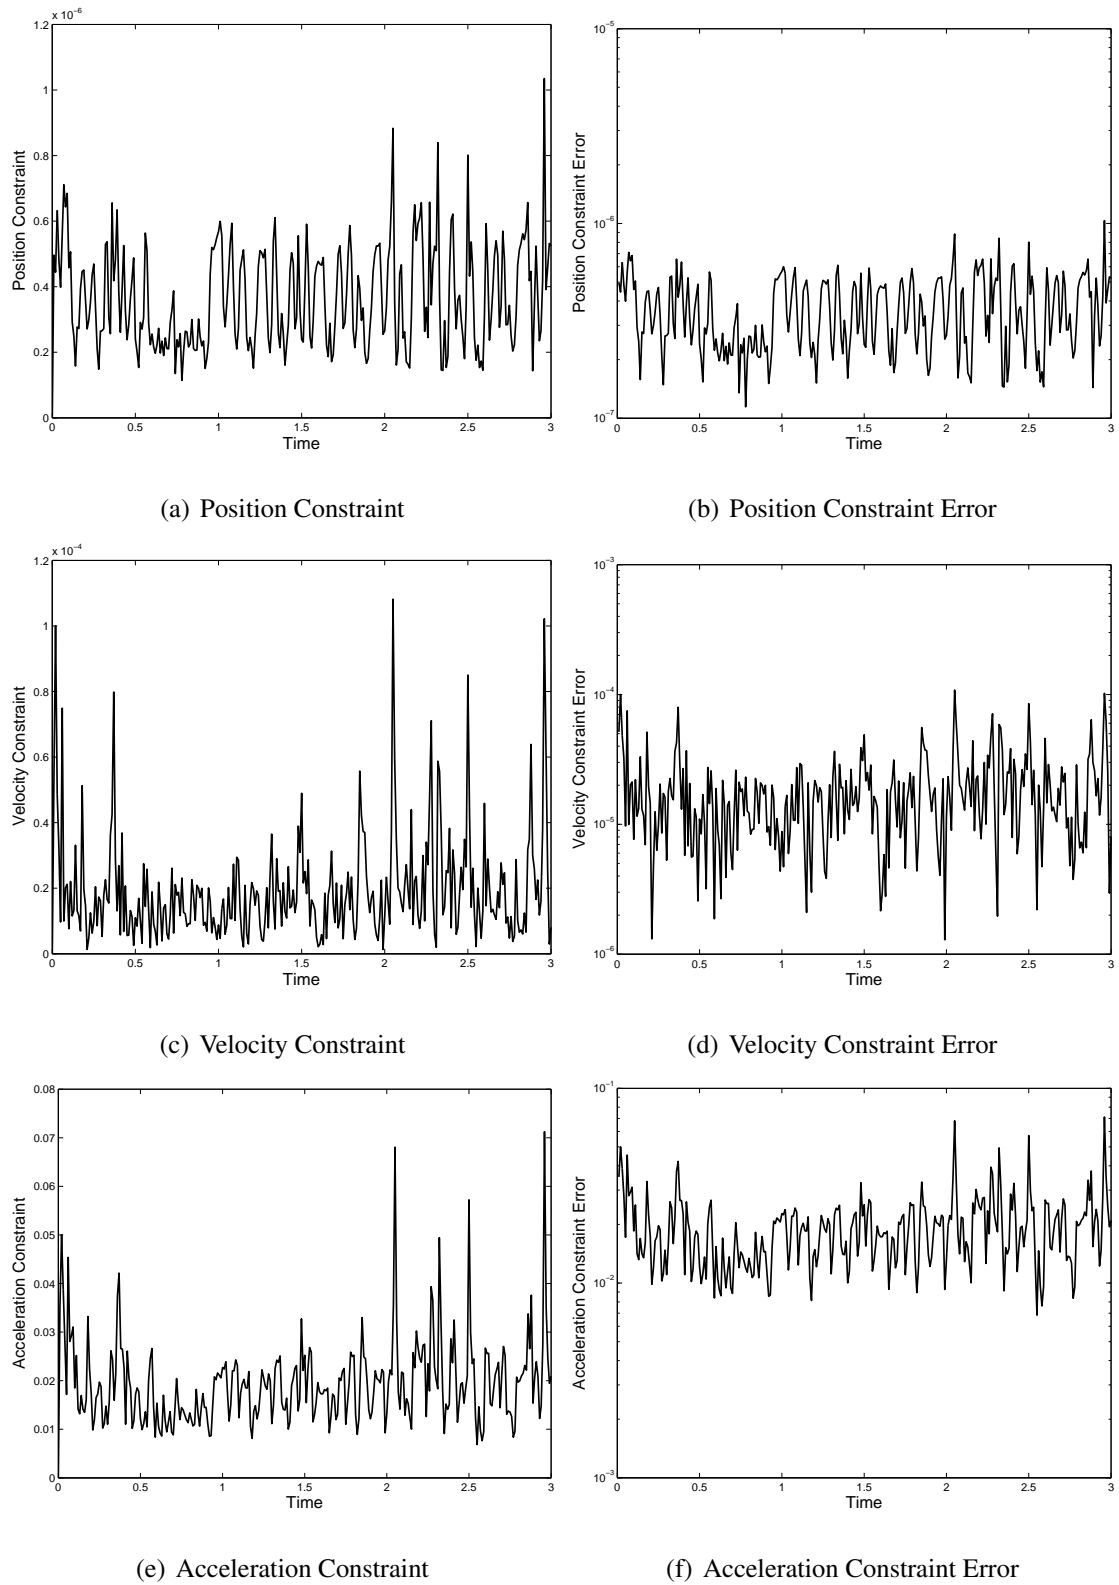 x 10⁻⁶
1.2
1
0.8
0.6
0.4
0.2
0
0 0.5 1 1.5 2 2.5 3
Position Constraint
Time
10⁻⁵
10⁻⁶
10⁻⁷
0 0.5 1 1.5 2 2.5 3
Position Constraint Error
Time
(a) Position Constraint
(b) Position Constraint Error
x 10⁻⁴
1.2
1
0.8
0.6
0.4
0.2
0
0 0.5 1 1.5 2 2.5 3
Velocity Constraint
Time
10⁻³
10⁻⁴
10⁻⁵
10⁻⁶
0 0.5 1 1.5 2 2.5 3
Velocity Constraint Error
Time
(c) Velocity Constraint
(d) Velocity Constraint Error
0.08
0.07
0.06
0.05
0.04
0.03
0.02
0.01
0
0 0.5 1 1.5 2 2.5 3
Acceleration Constraint
Time
10⁻¹
10⁻²
10⁻³
0 0.5 1 1.5 2 2.5 3
Acceleration Constraint Error
Time
(e) Acceleration Constraint
(f) Acceleration Constraint Error